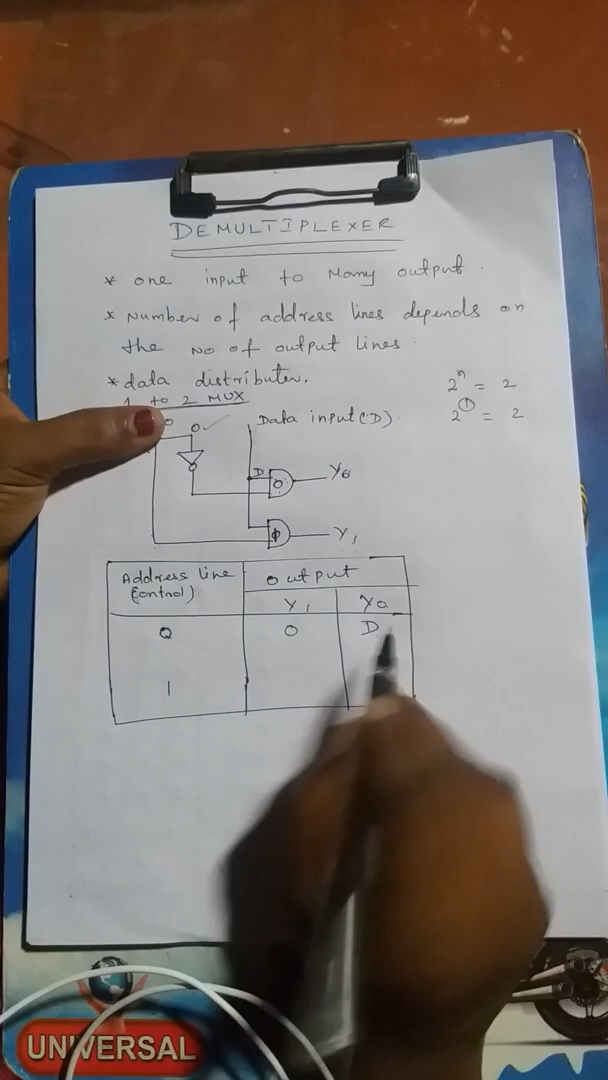 DEMULTIPLEXER
* one input to Many output.
* Number of address lines depends on
the No of output lines.
* data distributer.
1 to 2 MUX
2^n = 2
2^1 = 2
0 0 ✓ Data input (D).
D
0 Y0
Y1
Address line (control) output
Y1 Y0
0 0 D
1
UNIVERSAL